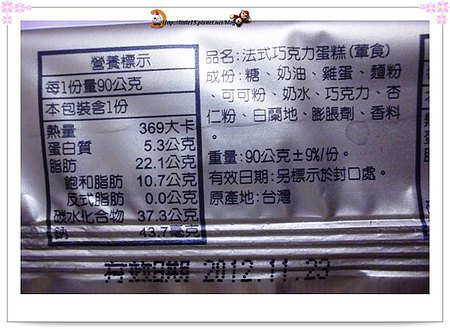 營養標示
每1份量90公克
本包裝含1份
熱量 369大卡
蛋白質 5.3公克
脂肪 22.1公克
飽和脂肪 10.7公克
反式脂肪 0.0公克
碳水化合物 37.3公克
鈉 43.7毫克
品名:法式巧克力蛋糕(葷食)
成份:糖、奶油、雞蛋、麵粉
、可可粉、奶水、巧克力、杏
仁粉、白蘭地、膨脹劑、香料
。
重量:90公克±9%/份。
有效日期:另標示於封口處。
原產地:台灣
有效日期 2012.11.23